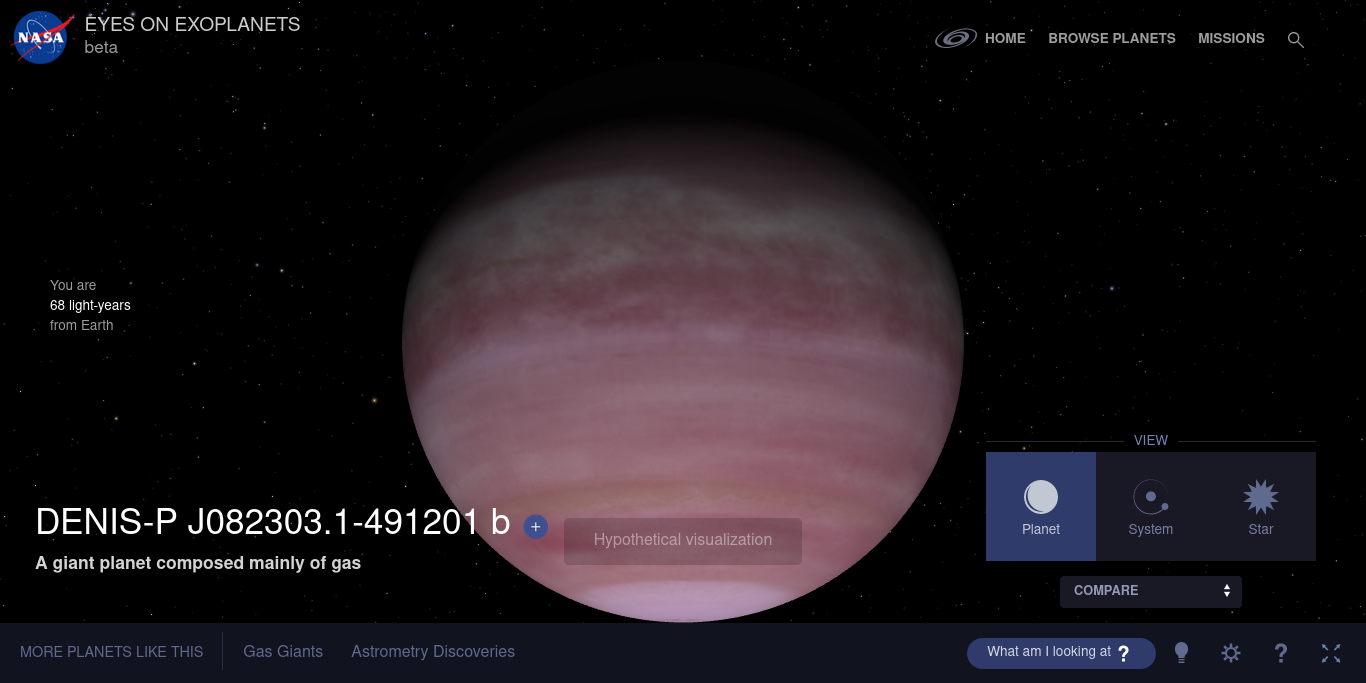 NASA
EYES ON EXOPLANETS
beta
HOME
BROWSE PLANETS
MISSIONS
You are
68 light-years
from Earth
VIEW
Planet
System
Star
DENIS-P J082303.1-491201 b +
A giant planet composed mainly of gas
Hypothetical visualization
COMPARE
MORE PLANETS LIKE THIS
Gas Giants
Astrometry Discoveries
What am I looking at ?
?